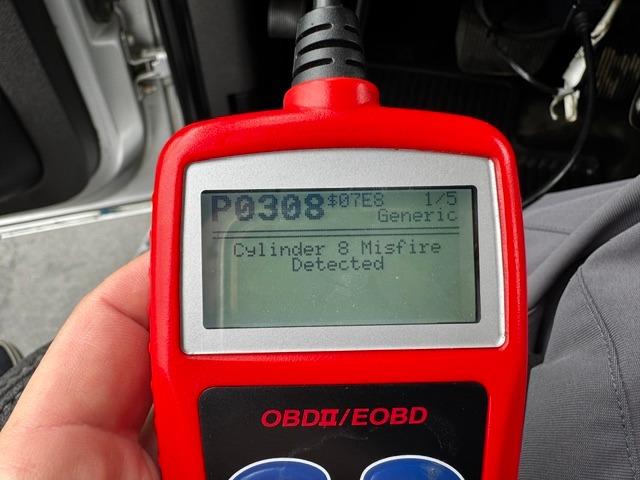 P0308 $07E8 1/5
Generic
Cylinder 8 Misfire
Detected
OBDII/EOBD